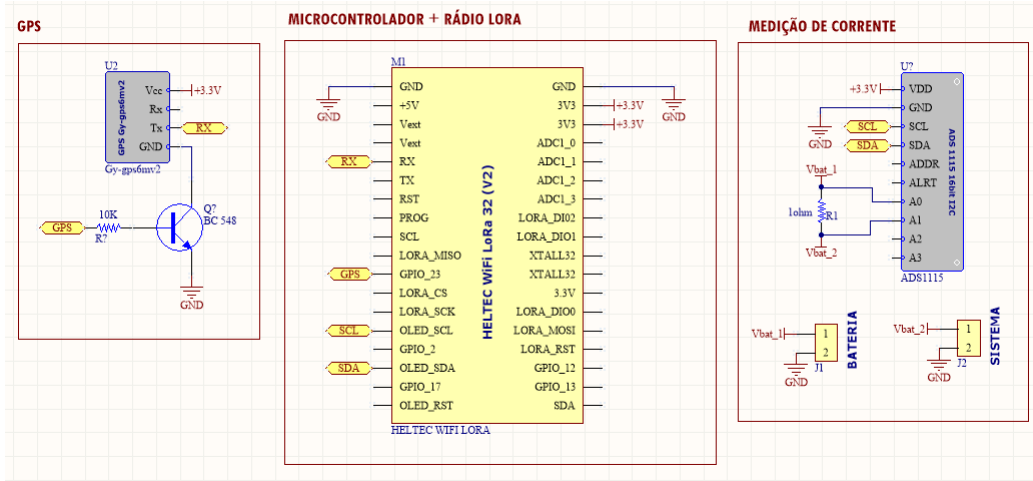 GPS
U2
GPS Gy-gps6mv2
Vcc
+3.3V
Rx
Tx
RX
GND
Gy-gps6mv2
GPS
10K
R?
Q?
BC 548
GND
MICROCONTROLADOR + RÁDIO LORA
M1
HELTEC WiFi LoRa 32 (V2)
GND
GND
GND
GND
+5V
3V3
+3.3V
Vext
3V3
+3.3V
Vext
ADC1_0
RX
RX
ADC1_1
TX
ADC1_2
RST
ADC1_3
PROG
LORA_DI02
SCL
LORA_DIO1
LORA_MISO
XTALL32
GPS
GPIO_23
XTALL32
LORA_CS
3.3V
LORA_SCK
LORA_DIO0
SCL
OLED_SCL
LORA_MOSI
GPIO_2
LORA_RST
SDA
OLED_SDA
GPIO_12
GPIO_17
GPIO_13
OLED_RST
SDA
HELTEC WIFI LORA
MEDIÇÃO DE CORRENTE
U?
ADS 1115 16bit I2C
+3.3V
VDD
GND
GND
SCL
SCL
SDA
SDA
ADDR
Vbat_1
ALRT
A0
1ohm
R1
A1
A2
Vbat_2
A3
ADS1115
Vbat_1
1
2
J1
GND
BATERIA
Vbat_2
1
2
J2
GND
SISTEMA